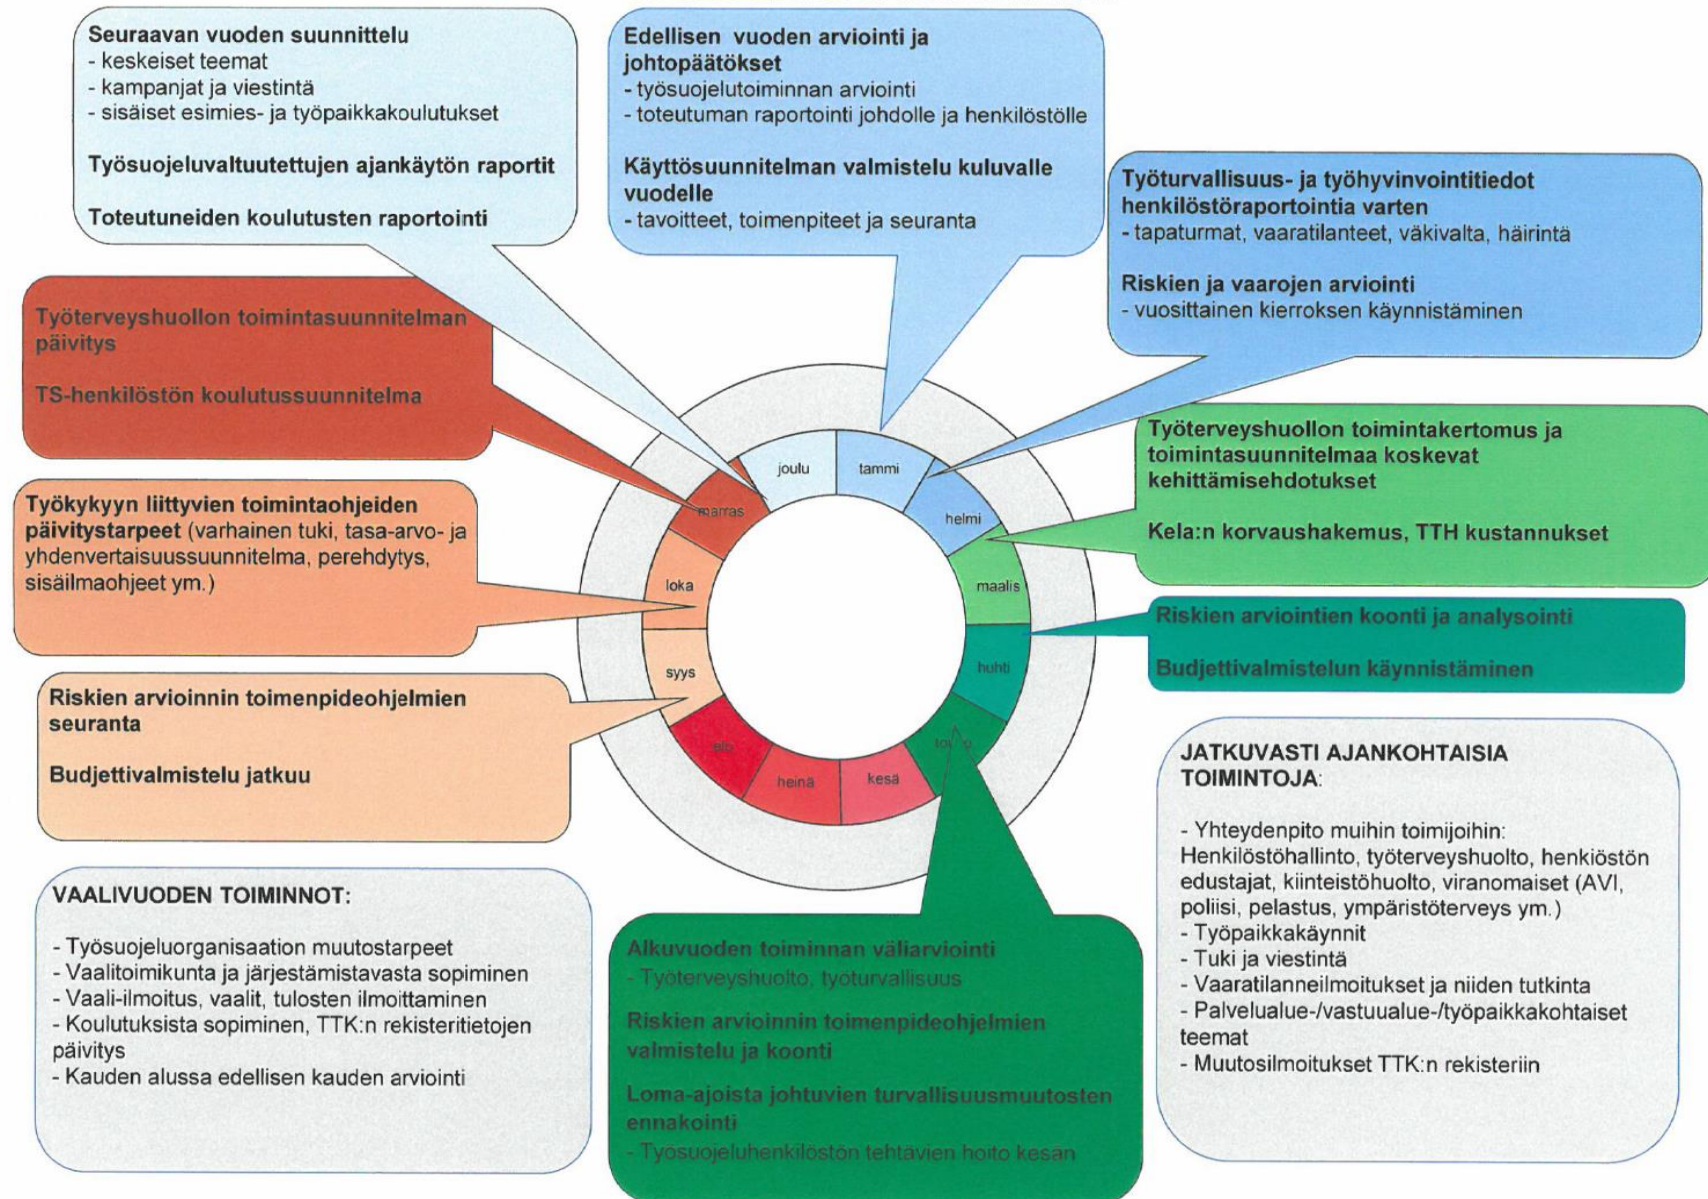 Seuraavan vuoden suunnittelu
- keskeiset teemat
- kampanjat ja viestintä
- sisäiset esimies- ja työpaikkakoulutukset
Työsuojeluvaltuutettujen ajankäytön raportit
Toteutuneiden koulutusten raportointi
Edellisen vuoden arviointi ja
johtopäätökset
- työsuojelutoiminnan arviointi
- toteutuman raportointi johdolle ja henkilöstölle
Käyttösuunnitelman valmistelu kuluvalle
vuodelle
- tavoitteet, toimenpiteet ja seuranta
Työturvallisuus- ja työhyvinvointitiedot
henkilöstöraportointia varten
- tapaturmat, vaaratilanteet, väkivalta, häirintä
Riskien ja vaarojen arviointi
- vuosittainen kierroksen käynnistäminen
Työterveyshuollon toimintasuunnitelman
päivitys
TS-henkilöstön koulutussuunnitelma
Työterveyshuollon toimintakertomus ja
toimintasuunnitelmaa koskevat
kehittämisehdotukset
Kela:n korvaushakemus, TTH kustannukset
Työkykyyn liittyvien toimintaohjeiden
päivitystarpeet (varhainen tuki, tasa-arvo- ja
yhdenvertaisuussuunnitelma, perehdytys,
sisäilmaohjeet ym.)
Riskien arviointien koonti ja analysointi
Budjettivalmistelun käynnistäminen
Riskien arvioinnin toimenpideohjelmien
seuranta
Budjettivalmistelu jatkuu
joulu
tammi
helmi
maalis
huhti
kesä
heinä
elo
syys
loka
marras
VAALIVUODEN TOIMINNOT:
- Työsuojeluorganisaation muutostarpeet
- Vaalitoimikunta ja järjestämistavasta sopiminen
- Vaali-ilmoitus, vaalit, tulosten ilmoittaminen
- Koulutuksista sopiminen, TTK:n rekisteritietojen
päivitys
- Kauden alussa edellisen kauden arviointi
Alkuvuoden toiminnan väliarviointi
- Työterveyshuolto, työturvallisuus
Riskien arvioinnin toimenpideohjelmien
valmistelu ja koonti
Loma-ajoista johtuvien turvallisuusmuutosten
ennakointi
- Työsuojeluhenkilöstön tehtävien hoito kesän
JATKUVASTI AJANKOHTAISIA
TOIMINTOJA:
- Yhteydenpito muihin toimijoihin:
Henkilöstöhallinto, työterveyshuolto, henkiöstön
edustajat, kiinteistöhuolto, viranomaiset (AVI,
poliisi, pelastus, ympäristöterveys ym.)
- Työpaikkakäynnit
- Tuki ja viestintä
- Vaaratilanneilmoitukset ja niiden tutkinta
- Palvelualue-/vastuualue-/työpaikkakohtaiset
teemat
- Muutosilmoitukset TTK:n rekisteriin